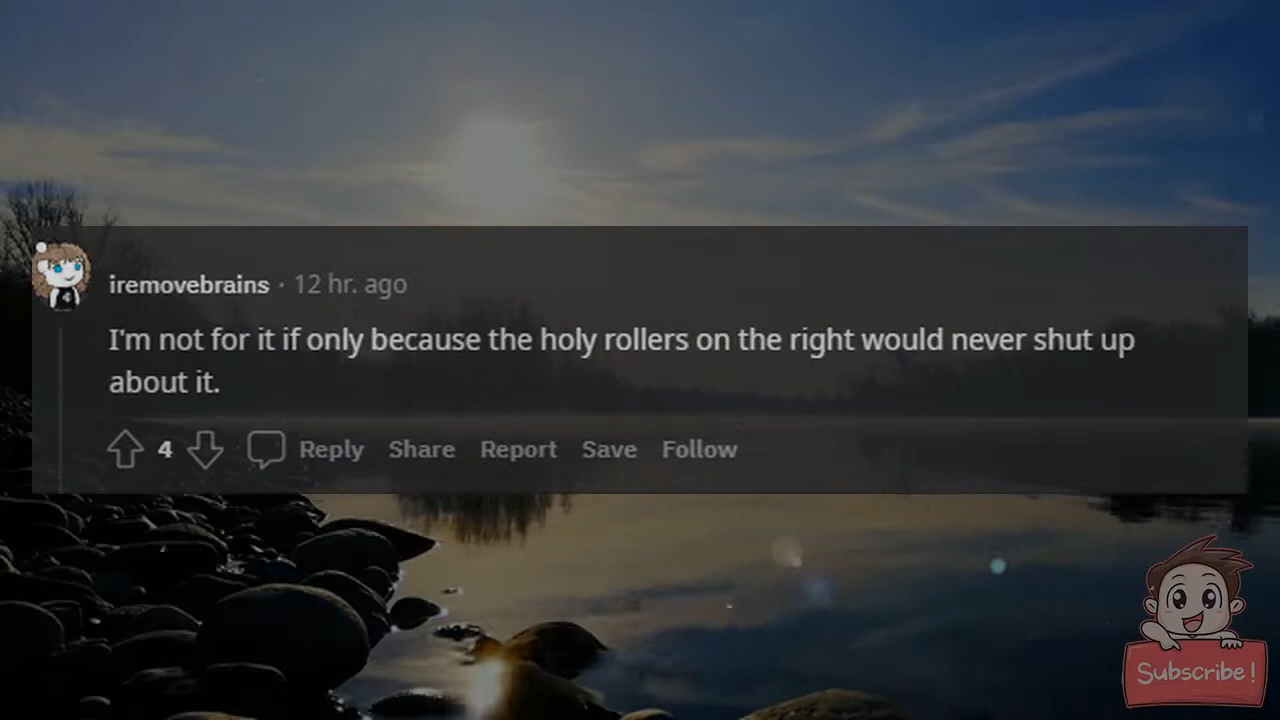 iremovebrains · 12 hr. ago
I'm not for it if only because the holy rollers on the right would never shut up
about it.
4 Reply Share Report Save Follow
Subscribe!